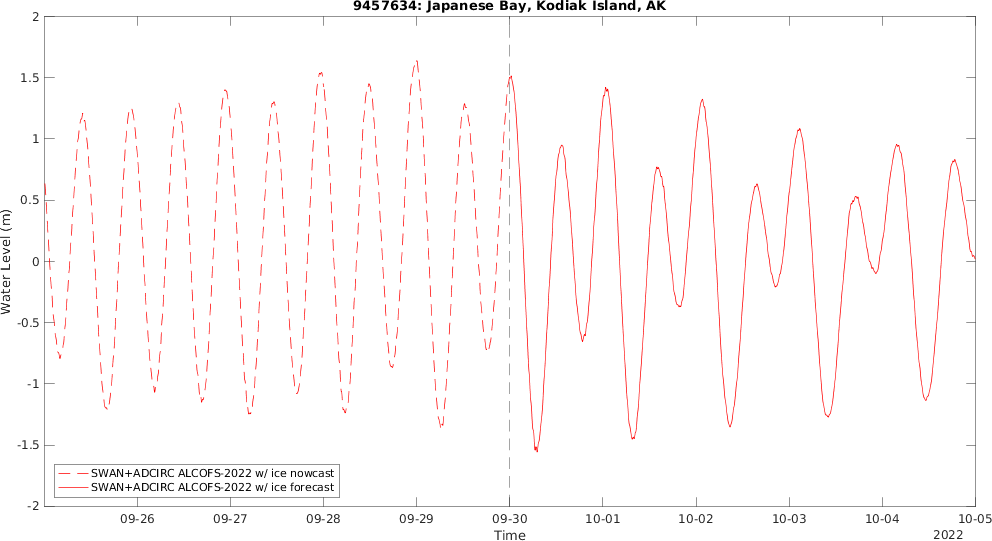 9457634: Japanese Bay, Kodiak Island, AK
2
1.5
1
0.5
0
-0.5
-1
-1.5
-2
Water Level (m)
SWAN+ADCIRC ALCOFS-2022 w/ ice nowcast
SWAN+ADCIRC ALCOFS-2022 w/ ice forecast
09-26 09-27 09-28 09-29 09-30 10-01 10-02 10-03 10-04 10-05
Time
2022